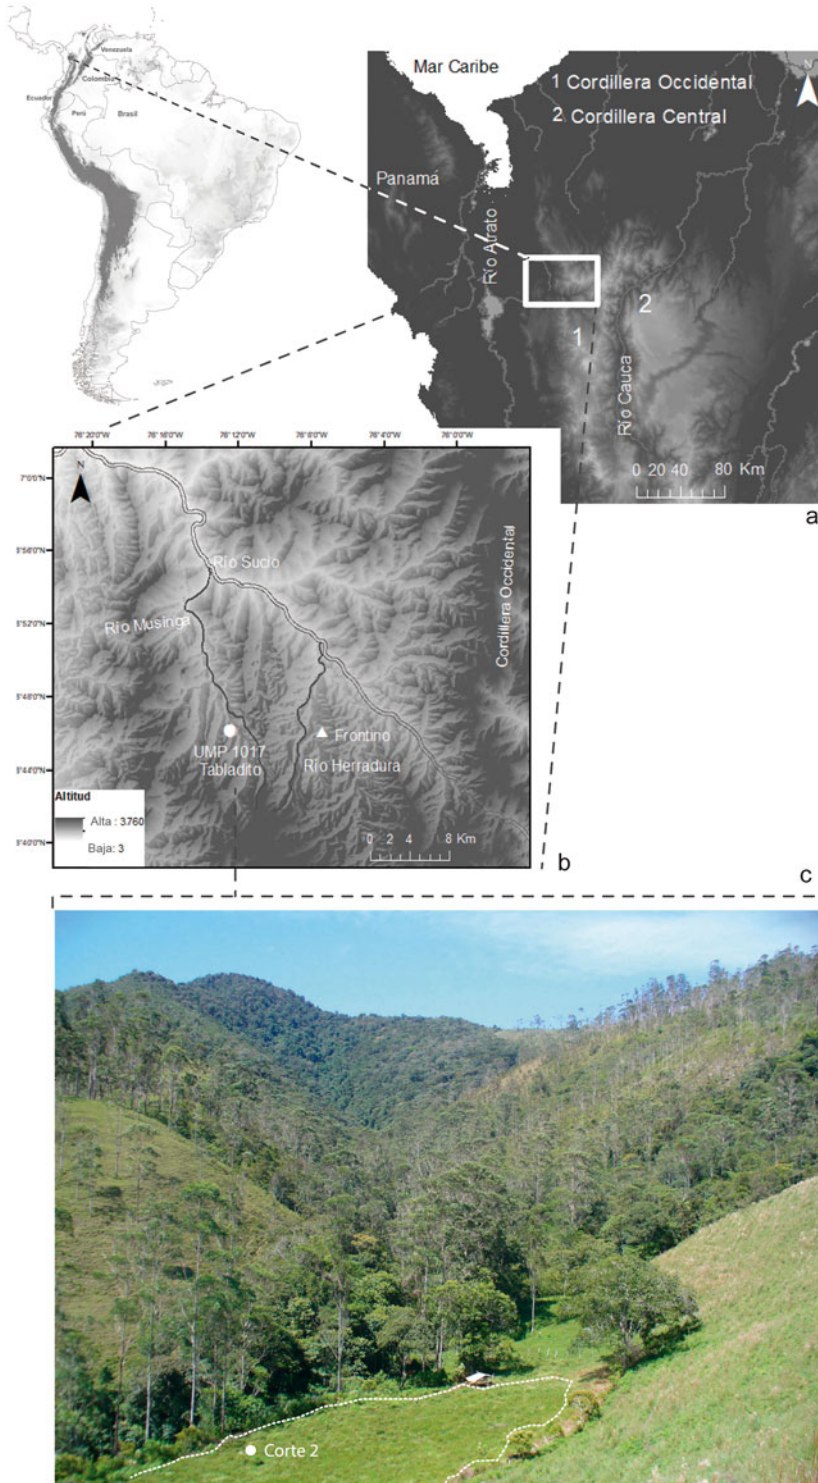 Venezuela
Colombia
Ecuador
Perú
Brasil
Mar Caribe
1 Cordillera Occidental
2 Cordillera Central
N
Panamá
Río Atrato
2
1
Río Cauca
0 20 40 80 Km
a
76°20'0"W 76°16'0"W 76°12'0"W 76°8'0"W 76°4'0"W 76°0'0"W
N
7°0'0"N
Río Sucio
Cordillera Occidental
Río Musinga
Frontino
UMP 1017
Tabladito
Río Herradura
Altitud
Alta : 3760
Baja: 3
0 2 4 8 Km
b
c
Corte 2